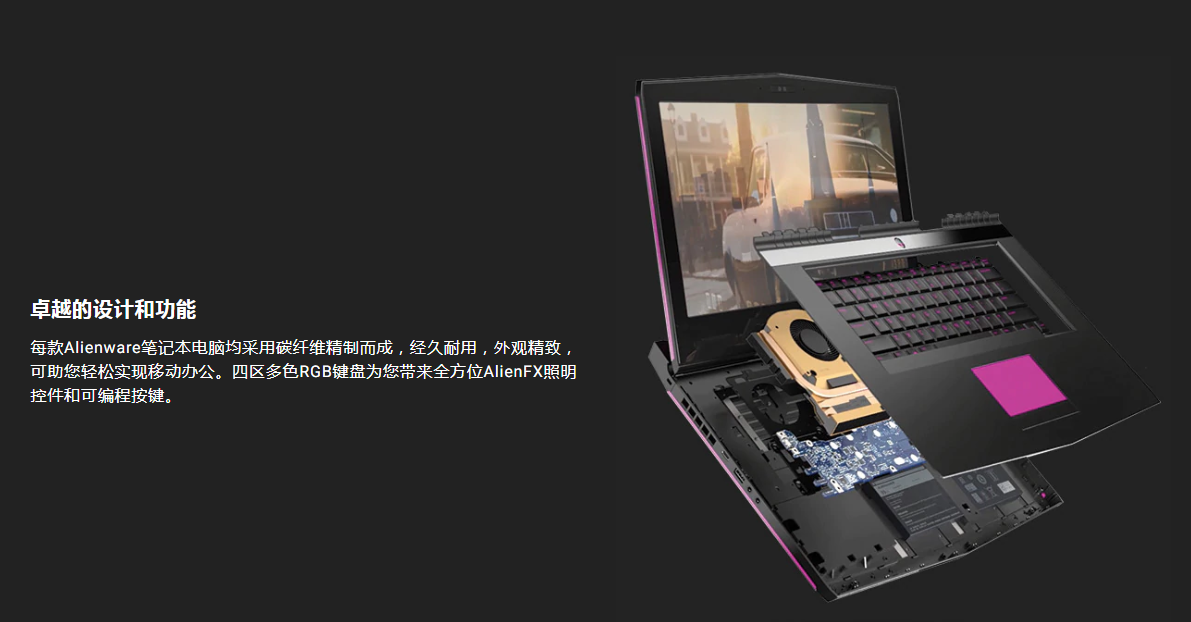 卓越的设计和功能
每款Alienware笔记本电脑均采用碳纤维精制而成，经久耐用，外观精致，
可助您轻松实现移动办公。四区多色RGB键盘为您带来全方位AlienFX照明
控件和可编程按键。